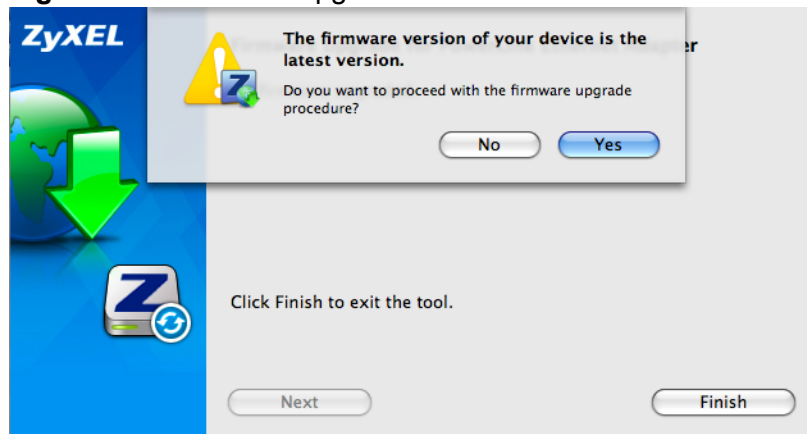 ZyXEL
The firmware version of your device is the
latest version.
Do you want to proceed with the firmware upgrade
procedure?
No
Yes
Click Finish to exit the tool.
Next
Finish